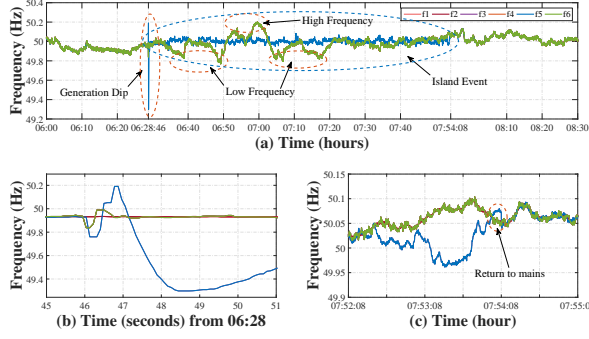 f1 f2 f3 f4 f5 f6
High Frequency
Generation Dip
Low Frequency
Island Event
Frequency (Hz)
50.4
50.2
50.0
49.8
49.6
49.4
49.2
06:00 06:10 06:20 06:28:46 06:40 06:50 07:00 07:10 07:20 07:30 07:40 07:54:08 08:10 08:20 08:30
(a) Time (hours)
Frequency (Hz)
50.2
50
49.8
49.6
49.4
45 46 47 48 49 50 51
(b) Time (seconds) from 06:28
Frequency (Hz)
50.15
50.1
50.05
50
49.95
49.9
Return to mains
07:52:08 07:53:08 07:54:08 07:55:0
(c) Time (hour)